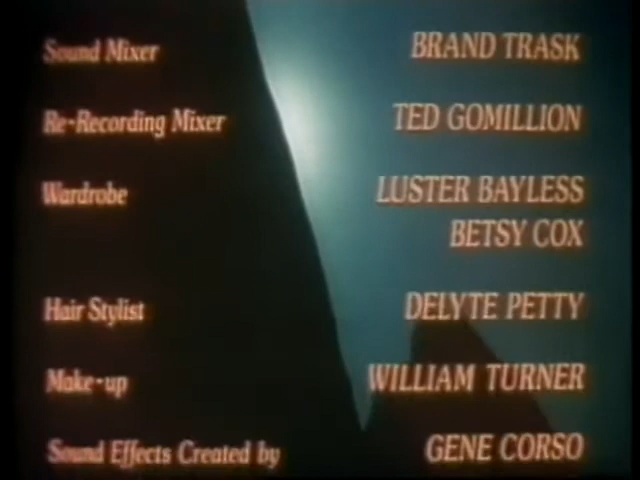 Sound Mixer BRAND TRASK
Re-Recording Mixer TED GOMILLION
Wardrobe LUSTER BAYLESS
BETSY COX
Hair Stylist DELYTE PETTY
Make-up WILLIAM TURNER
Sound Effects Created by GENE CORSO